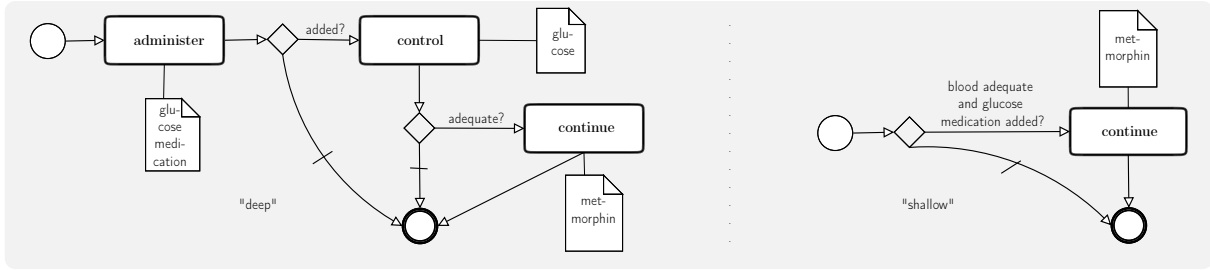 administer
added?
control
glu-
cose
glu-
cose
medi-
cation
adequate?
continue
"deep"
met-
morphin
met-
morphin
blood adequate
and glucose
medication added?
continue
"shallow"